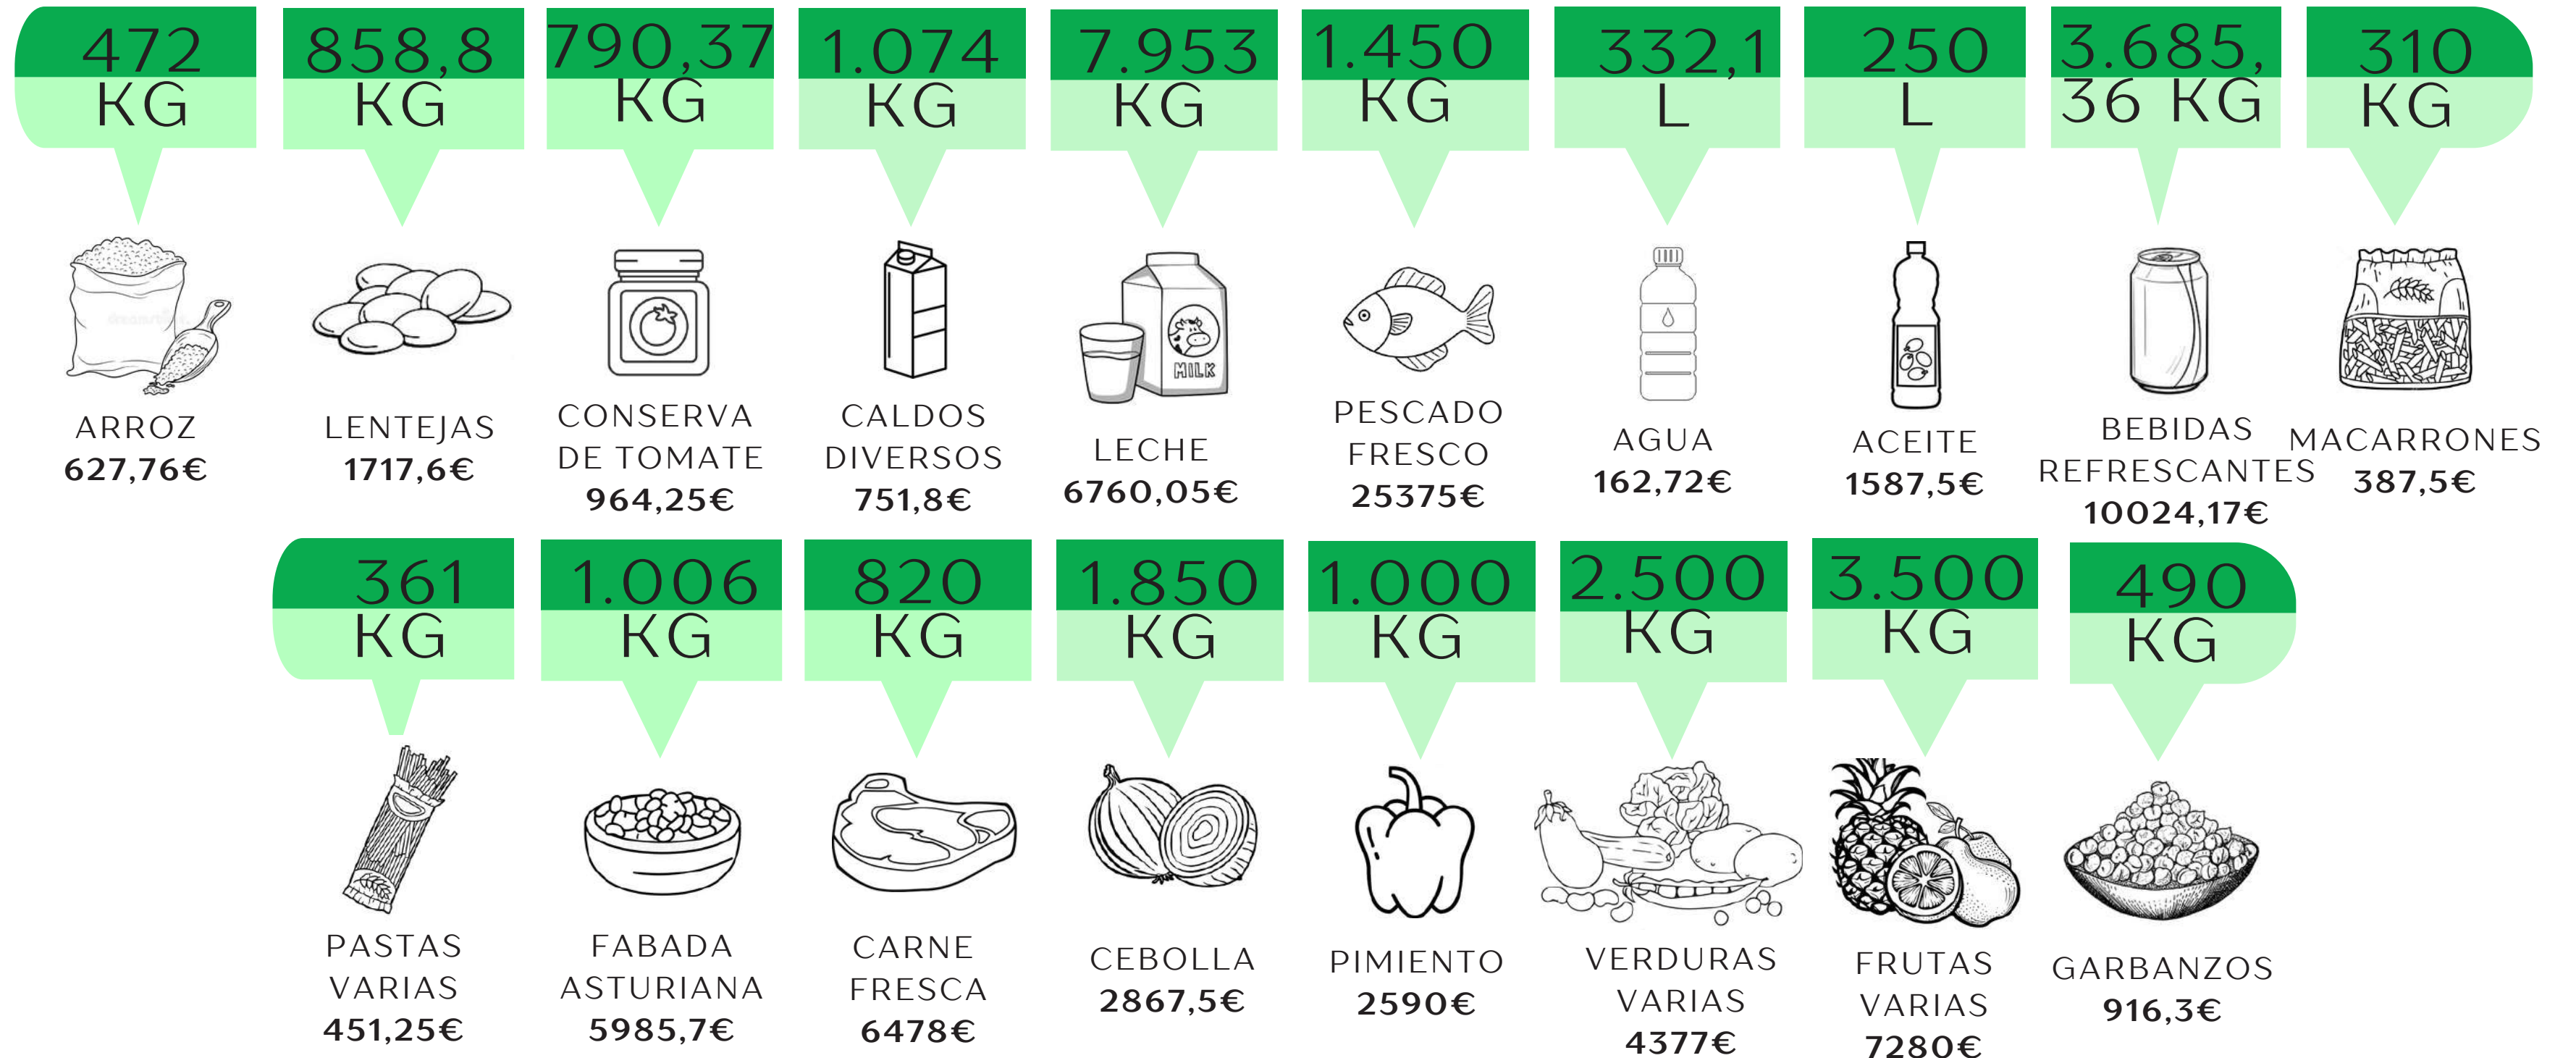 472
KG
858,8
KG
790,37
KG
1.074
KG
7.953
KG
1.450
KG
332,1
L
250
L
3.685,
36 KG
310
KG
MILK
ARROZ
627,76€
LENTEJAS
1717,6€
CONSERVA
DE TOMATE
964,25€
CALDOS
DIVERSOS
751,8€
LECHE
6760,05€
PESCADO
FRESCO
25375€
AGUA
162,72€
ACEITE
1587,5€
BEBIDAS
REFRESCANTES
10024,17€
MACARRONES
387,5€
361
KG
1.006
KG
820
KG
1.850
KG
1.000
KG
2.500
KG
3.500
KG
490
KG
PASTAS
VARIAS
451,25€
FABADA
ASTURIANA
5985,7€
CARNE
FRESCA
6478€
CEBOLLA
2867,5€
PIMIENTO
2590€
VERDURAS
VARIAS
4377€
FRUTAS
VARIAS
7280€
GARBANZOS
916,3€